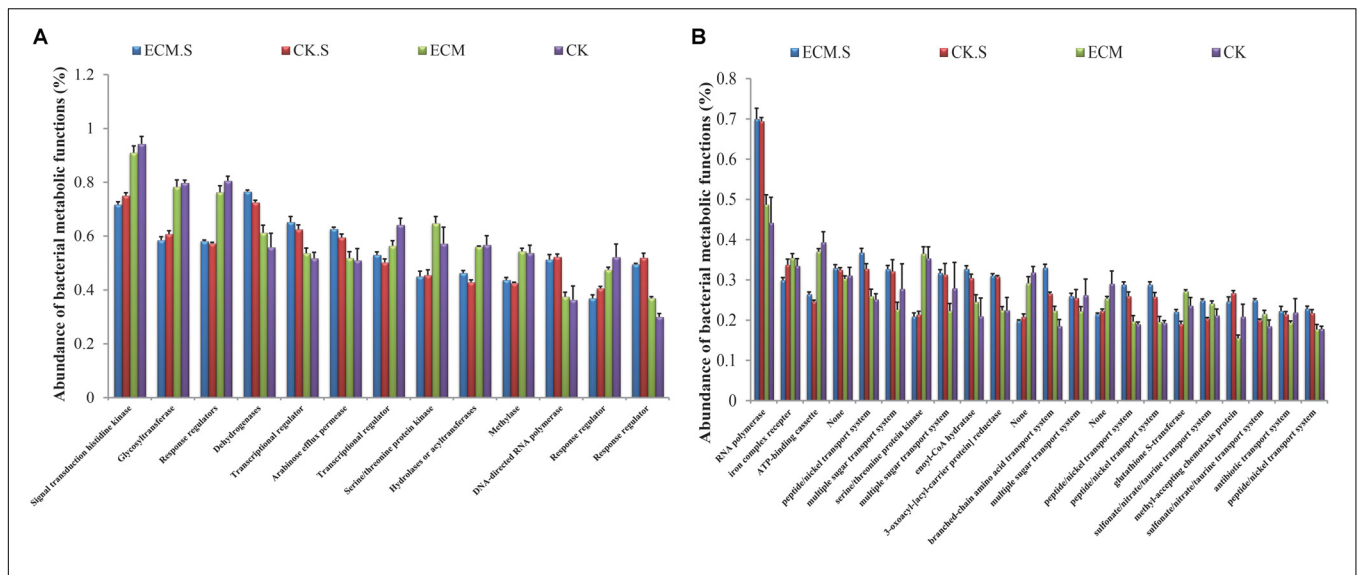 A
ECM.S CK.S ECM CK
Abundance of bacterial metabolic functions (%)
1.2
1
0.8
0.6
0.4
0.2
0
Signal transduction histidine kinase
Glycosyltransferase
Response regulators
Dehydrogenases
Transcriptional regulator
Arabinose efflux permease
Transcriptional regulator
Serine/threonine protein kinase
Hydrolases or acyltransferases
Methylase
DNA-directed RNA polymerase
Response regulator
Response regulator
B
ECM.S CK.S ECM CK
Abundance of bacterial metabolic functions (%)
0.8
0.7
0.6
0.5
0.4
0.3
0.2
0.1
0
RNA polymerase
iron complex recepter
ATP-binding cassette
None
peptide/nickel transport system
multiple sugar transport system
serine/threonine protein kinase
multiple sugar transport system
enoyl-CoA hydratase
3-oxoacyl-[acyl-carrier protein] reductase
None
branched-chain amino acid transport system
multiple sugar transport system
None
peptide/nickel transport system
peptide/nickel transport system
glutathione S-transferase
sulfonate/nitrate/taurine transport system
methyl-accepting chemotaxis protein
sulfonate/nitrate/taurine transport system
antibiotic transport system
peptide/nickel transport system